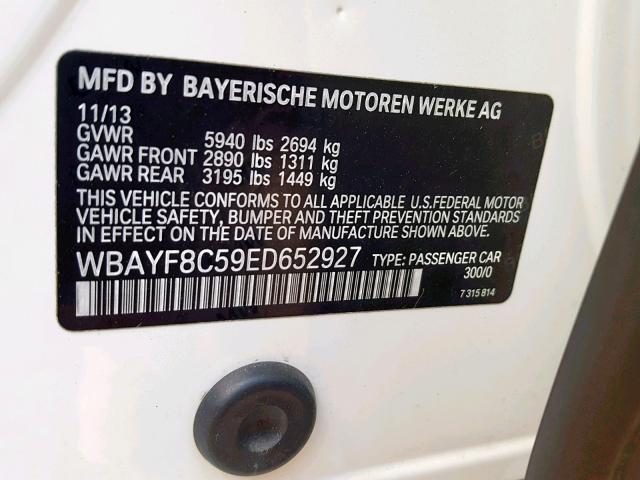 MFD BY BAYERISCHE MOTOREN WERKE AG
11/13
GVWR 5940 lbs 2694 kg
GAWR FRONT 2890 lbs 1311 kg
GAWR REAR 3195 lbs 1449 kg
THIS VEHICLE CONFORMS TO ALL APPLICABLE U.S.FEDERAL MOTOR
VEHICLE SAFETY, BUMPER AND THEFT PREVENTION STANDARDS
IN EFFECT ON THE DATE OF MANUFACTURE SHOWN ABOVE.
WBAYF8C59ED652927 TYPE: PASSENGER CAR
300/0
7 315 814